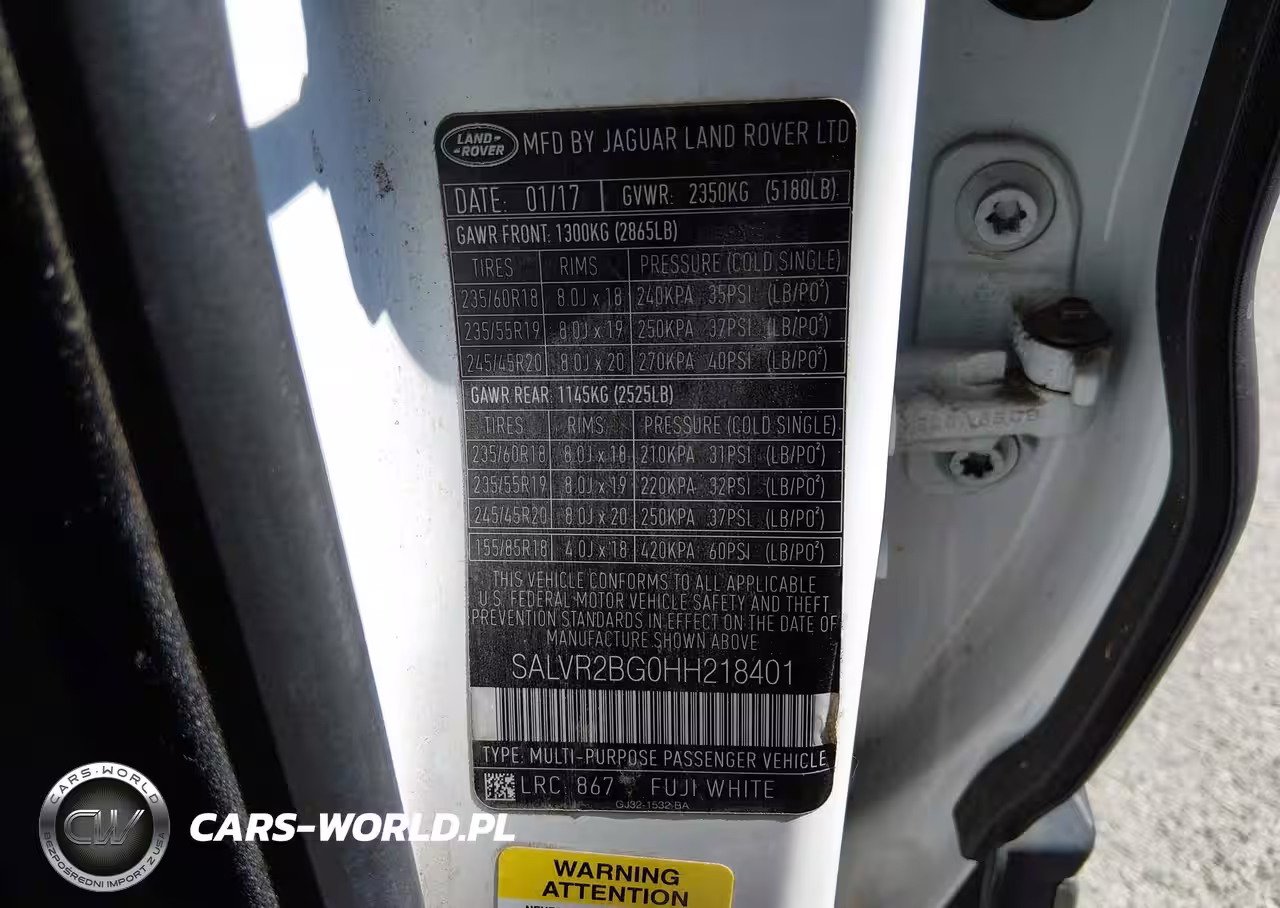 LAND-
-ROVER
MFD BY JAGUAR LAND ROVER LTD
DATE: 01/17 GVWR: 2350KG (5180LB)
GAWR FRONT: 1300KG (2865LB)
TIRES RIMS PRESSURE (COLD SINGLE)
235/60R18 8.0J x 18 240KPA 35PSI (LB/PO²)
235/55R19 8.0J x 19 250KPA 37PSI (LB/PO²)
245/45R20 8.0J x 20 270KPA 40PSI (LB/PO²)
GAWR REAR: 1145KG (2525LB)
TIRES RIMS PRESSURE (COLD SINGLE)
235/60R18 8.0J x 18 210KPA 31PSI (LB/PO²)
235/55R19 8.0J x 19 220KPA 32PSI (LB/PO²)
245/45R20 8.0J x 20 250KPA 37PSI (LB/PO²)
155/85R18 4.0J x 18 420KPA 60PSI (LB/PO²)
THIS VEHICLE CONFORMS TO ALL APPLICABLE
U.S. FEDERAL MOTOR VEHICLE SAFETY AND THEFT
PREVENTION STANDARDS IN EFFECT ON THE DATE OF
MANUFACTURE SHOWN ABOVE
SALVR2BG0HH218401
TYPE: MULTI-PURPOSE PASSENGER VEHICLE
LRC 867 FUJI WHITE
GJ32-1532-BA
WARNING
ATTENTION
CARS-WORLD
CW
BEZPOŚREDNI IMPORT Z USA
CARS-WORLD.PL